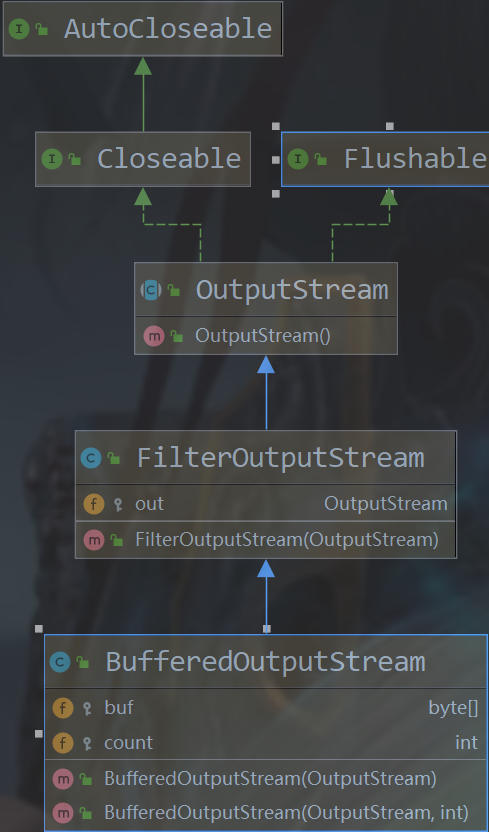 AutoCloseable
Closeable
Flushable
OutputStream
OutputStream()
FilterOutputStream
out OutputStream
FilterOutputStream(OutputStream)
BufferedOutputStream
buf byte[]
count int
BufferedOutputStream(OutputStream)
BufferedOutputStream(OutputStream, int)